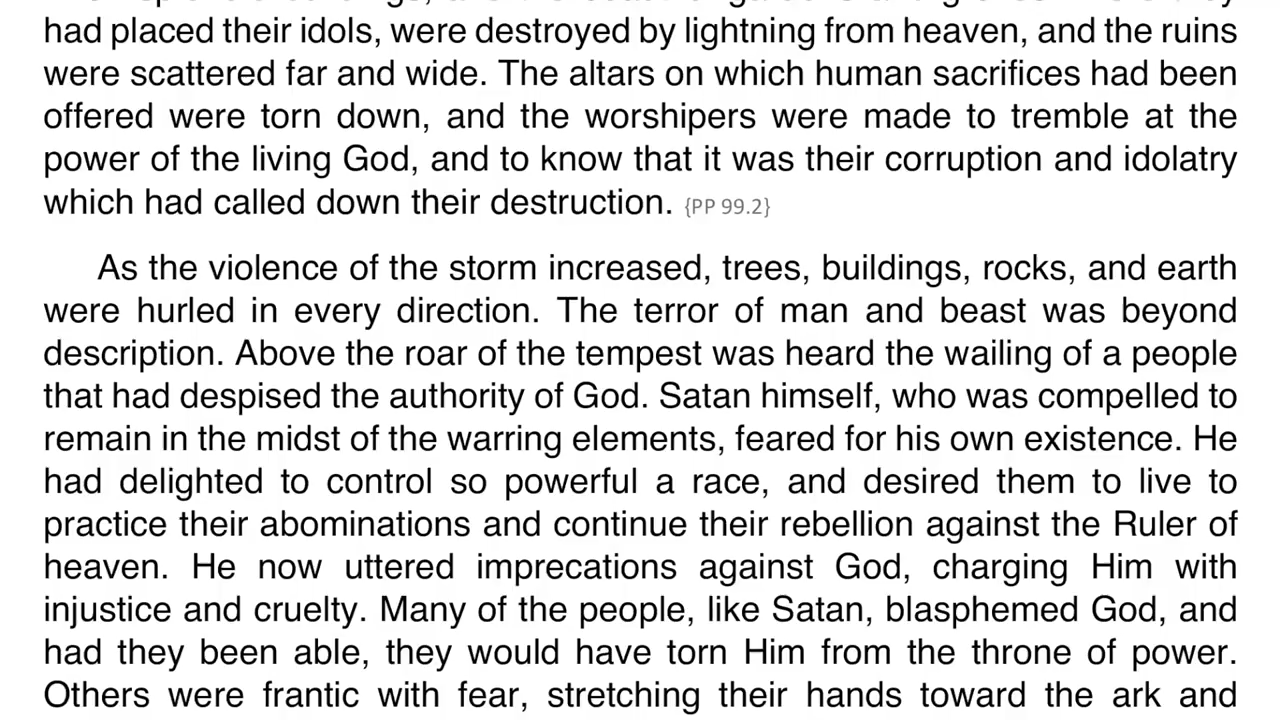 had placed their idols, were destroyed by lightning from heaven, and the ruins
were scattered far and wide. The altars on which human sacrifices had been
offered were torn down, and the worshipers were made to tremble at the
power of the living God, and to know that it was their corruption and idolatry
which had called down their destruction. {PP 99.2}
As the violence of the storm increased, trees, buildings, rocks, and earth
were hurled in every direction. The terror of man and beast was beyond
description. Above the roar of the tempest was heard the wailing of a people
that had despised the authority of God. Satan himself, who was compelled to
remain in the midst of the warring elements, feared for his own existence. He
had delighted to control so powerful a race, and desired them to live to
practice their abominations and continue their rebellion against the Ruler of
heaven. He now uttered imprecations against God, charging Him with
injustice and cruelty. Many of the people, like Satan, blasphemed God, and
had they been able, they would have torn Him from the throne of power.
Others were frantic with fear, stretching their hands toward the ark and